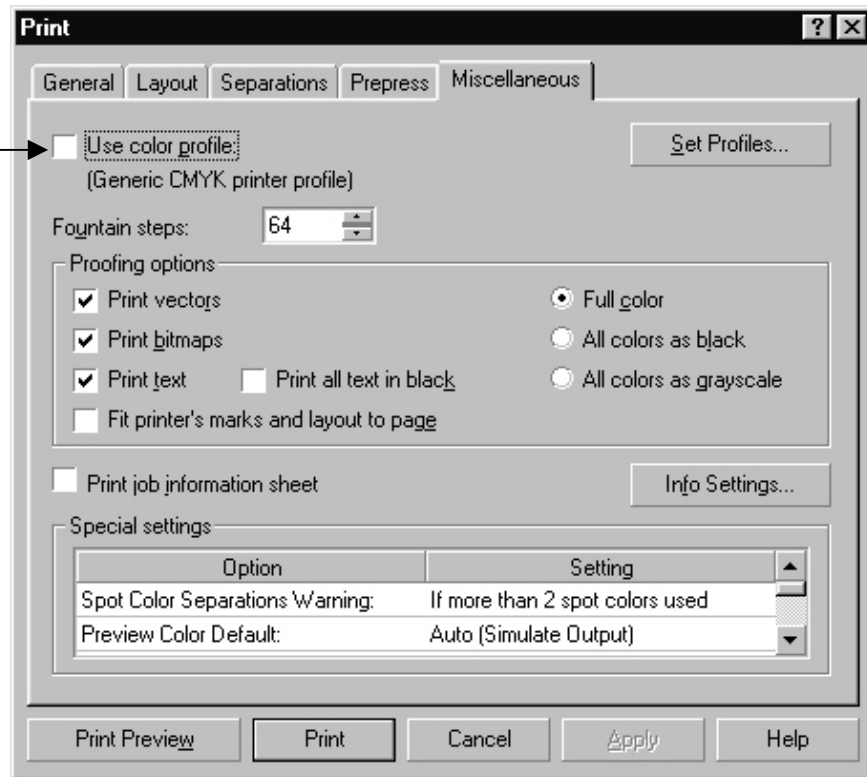 Print
General Layout Separations Prepress Miscellaneous
Use color profile: Set Profiles...
(Generic CMYK printer profile)
Fountain steps: 64
Proofing options
Print vectors Full color
Print bitmaps All colors as black
Print text Print all text in black All colors as grayscale
Fit printer's marks and layout to page
Print job information sheet Info Settings...
Special settings
Option Setting
Spot Color Separations Warning: If more than 2 spot colors used
Preview Color Default: Auto (Simulate Output)
Print Preview Print Cancel Apply Help